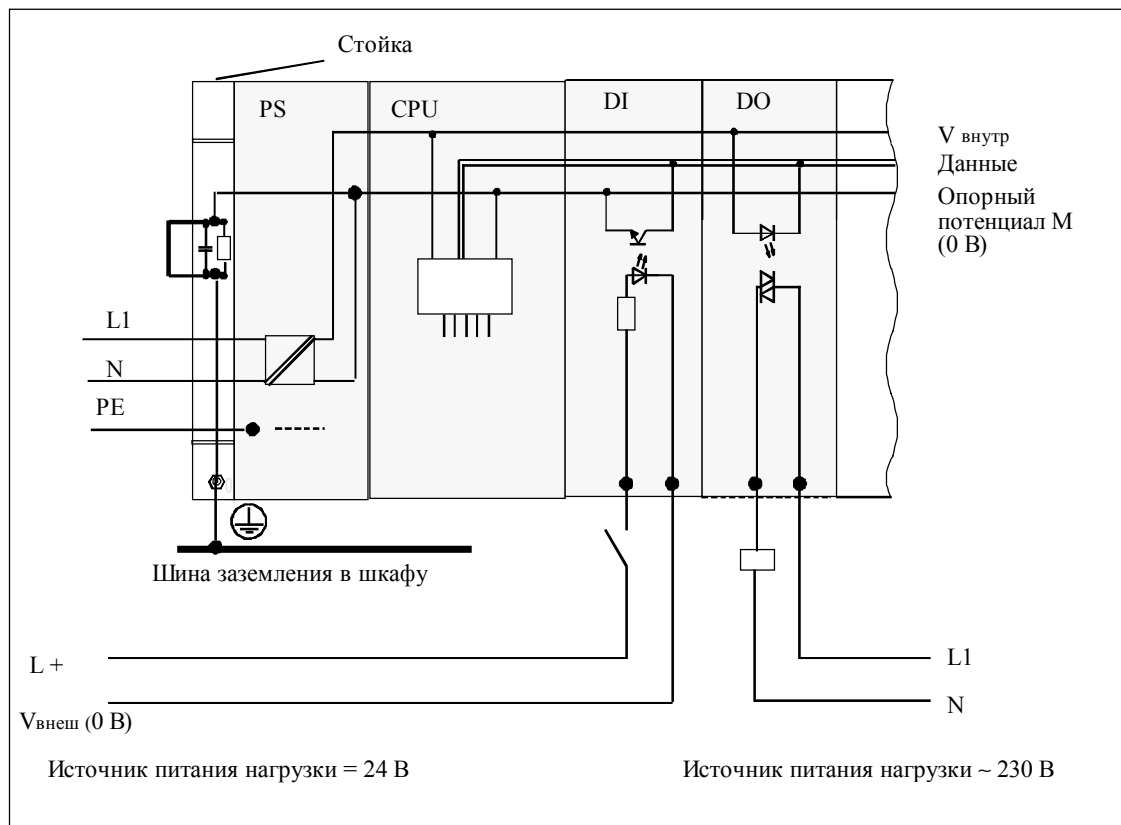 Стойка
PS
CPU
DI
DO
V внутр
Данные
Опорный
потенциал M
(0 В)
L1
N
PE
Шина заземления в шкафу
L +
Vвнеш (0 В)
L1
N
Источник питания нагрузки = 24 В
Источник питания нагрузки ~ 230 В